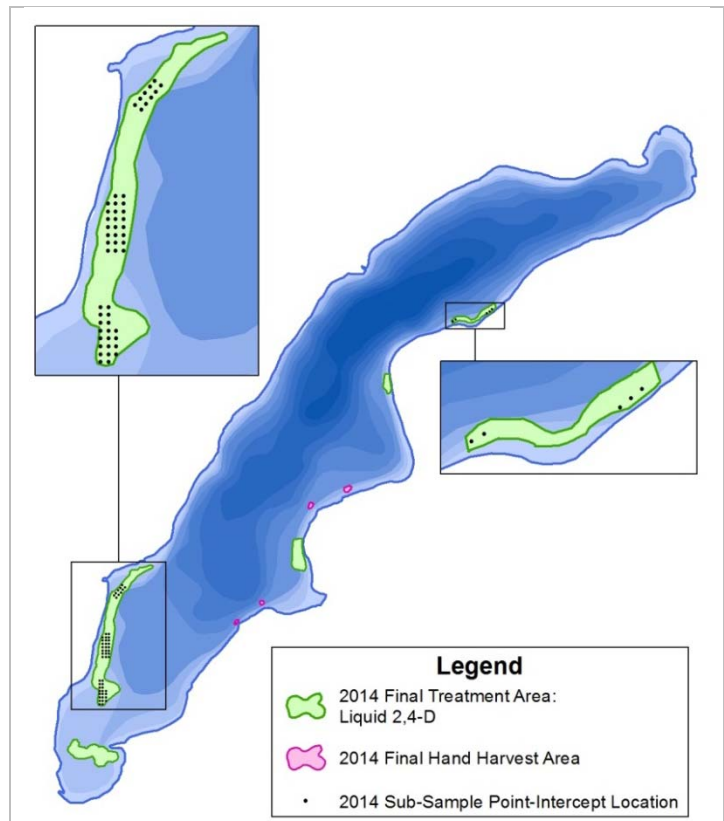 Legend
2014 Final Treatment Area:
Liquid 2,4-D
2014 Final Hand Harvest Area
2014 Sub-Sample Point-Intercept Location